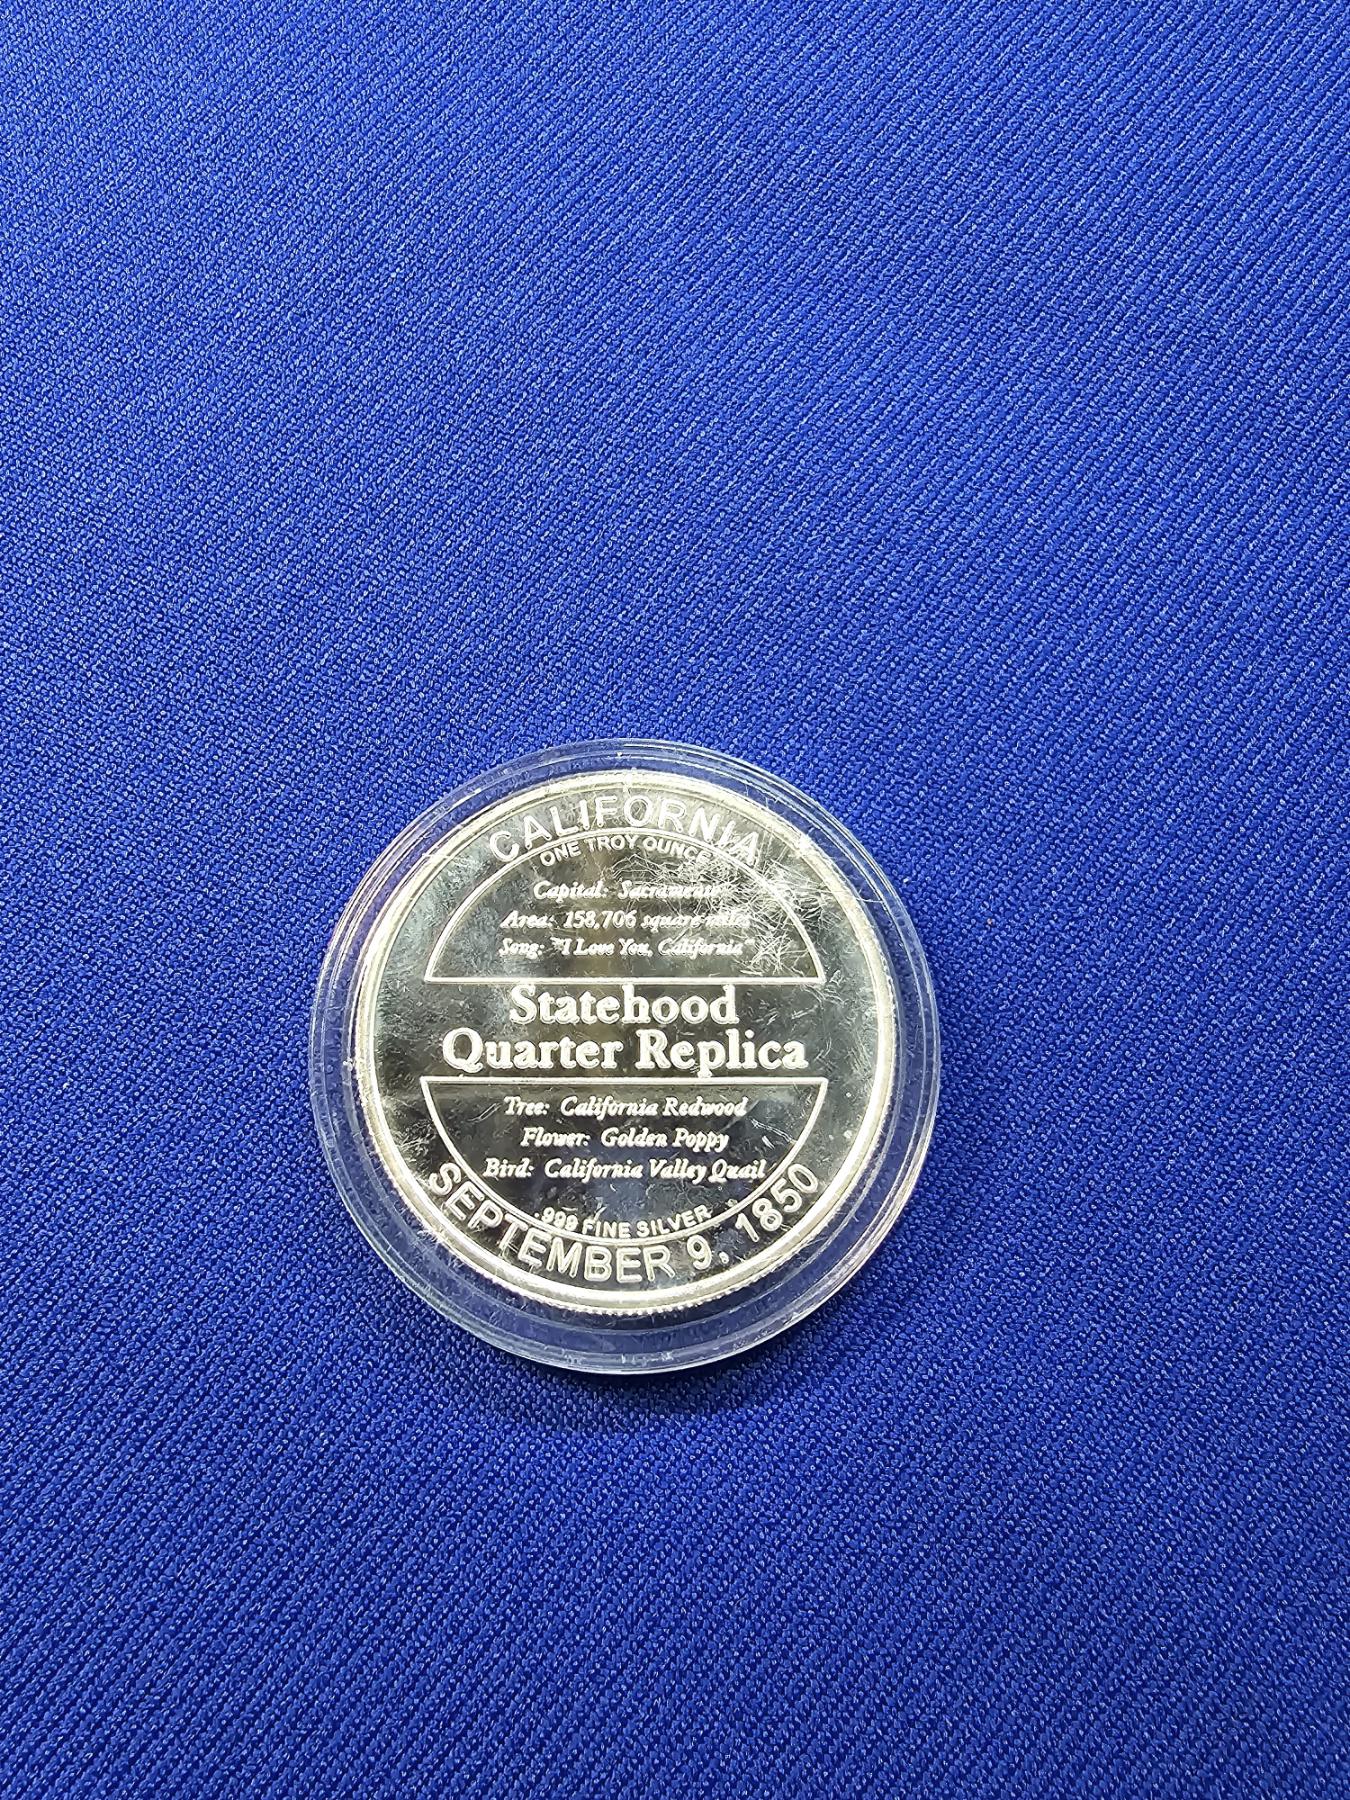 CALIFORNIA
ONE TROY OUNCE
Capital: Sacramento
Area: 158,706 square miles
Song: "I Love You, California"
Statehood
Quarter Replica
Tree: California Redwood
Flower: Golden Poppy
Bird: California Valley Quail
.999 FINE SILVER
SEPTEMBER 9, 1850